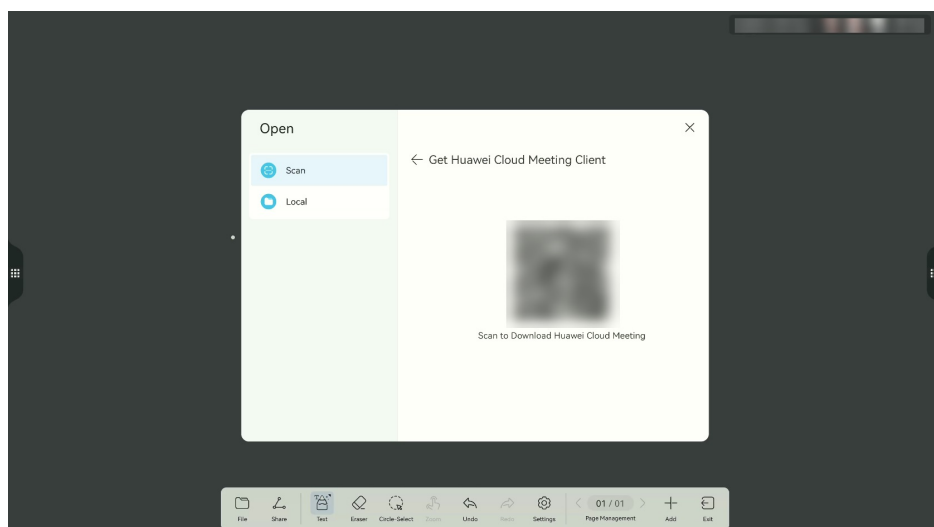 Open
Scan
Local
Get Huawei Cloud Meeting Client
Scan to Download Huawei Cloud Meeting
File
Share
Text
Eraser
Circle-Select
Zoom
Undo
Redo
Settings
01 / 01
Page Management
Add
Exit